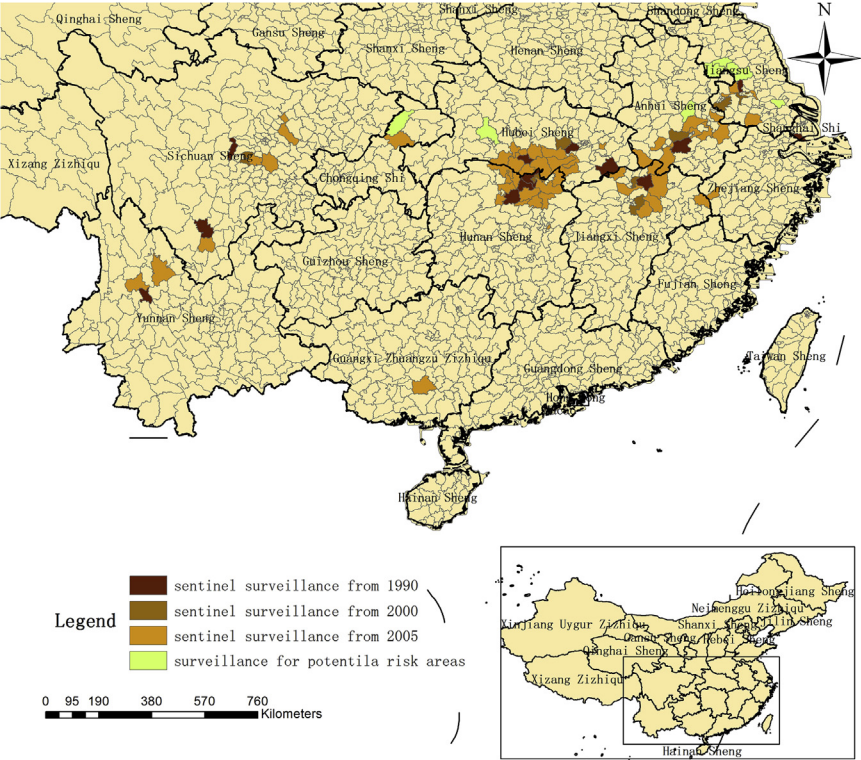 N
Qinghai Sheng
Gansu Sheng
Shanxi Sheng
Shanxi Sheng
Henan Sheng
Shandong Sheng
Jiangsu Sheng
Anhui Sheng
Shanghai Shi
Xizang Zizhiqu
Sichuan Sheng
Chongqing Shi
Hubei Sheng
Zhejiang Sheng
Guizhou Sheng
Hunan Sheng
Jiangxi Sheng
Fujian Sheng
Yunnan Sheng
Guangxi Zhuangzu Zizhiqu
Guangdong Sheng
Taiwan Sheng
Hainan Sheng
Legend
sentinel surveillance from 1990
sentinel surveillance from 2000
sentinel surveillance from 2005
surveillance for potentila risk areas
0 95 190 380 570 760
Kilometers
Heilongjiang Sheng
Neimenggu Zizhiqu
Xinjiang Uygur Zizhiqu
Shanxi Sheng
Jilin Sheng
Gansu Sheng
Hebei Sheng
Qinghai Sheng
Xizang Zizhiqu
Hainan Sheng